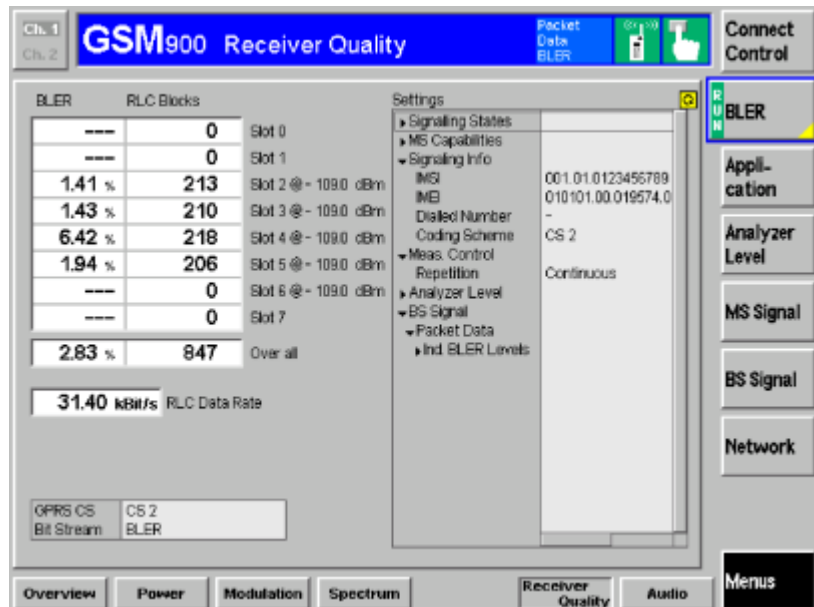 Ch. 1
Ch. 2
GSM900 Receiver Quality
Packet Data BLER
Connect Control
BLER RLC Blocks
--- 0 Slot 0
--- 0 Slot 1
1.41 % 213 Slot 2 @ - 109.0 dBm
1.43 % 210 Slot 3 @ - 109.0 dBm
6.42 % 218 Slot 4 @ - 109.0 dBm
1.94 % 206 Slot 5 @ - 109.0 dBm
--- 0 Slot 6 @ - 109.0 dBm
--- 0 Slot 7
2.83 % 847 Over all
31.40 kBit/s RLC Data Rate
GPRS CS CS 2
Bit Stream BLER
Settings
Signaling States
MS Capabilities
Signaling Info
IMSI 001.01.0123456789
IMEI 010101.00.019574.0
Dialled Number -
Coding Scheme CS 2
Meas. Control
Repetition Continuous
Analyzer Level
BS Signal
Packet Data
Ind. BLER Levels
RUN
BLER
Appli-
cation
Analyzer
Level
MS Signal
BS Signal
Network
Menus
Overview Power Modulation Spectrum Receiver Quality Audio